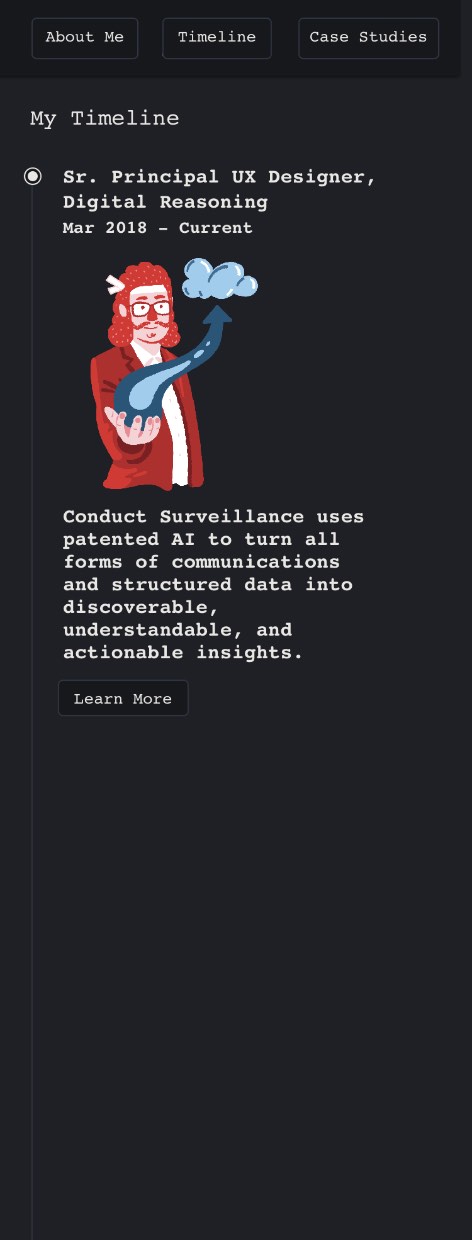 About Me
Timeline
Case Studies
My Timeline
Sr. Principal UX Designer,
Digital Reasoning
Mar 2018 – Current
Conduct Surveillance uses
patented AI to turn all
forms of communications
and structured data into
discoverable,
understandable, and
actionable insights.
Learn More